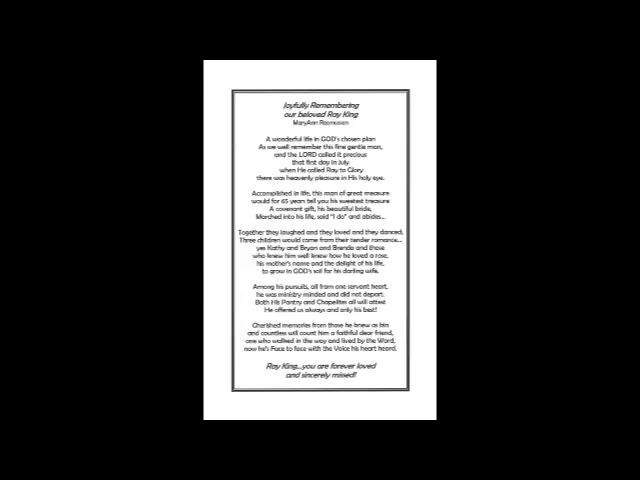 Joyfully Remembering
our beloved Ray King
MaryAnn Rasmussen
A wonderful life in GOD's chosen plan
As we well remember this fine gentle man,
and the LORD called it precious
that first day in July
when He called Ray to Glory
there was heavenly pleasure in His holy eye.
Accomplished in life, this man of great measure
would for 65 years tell you his sweetest treasure
A covenant gift, his beautiful bride,
Marched into his life, said "I do" and abides...
Together they laughed and they loved and they danced,
Three children would come from their tender romance...
yes Kathy and Bryan and Brenda and those
who knew him well knew how he loved a rose,
his mother's name and the delight of his life,
to grow in GOD's soil for his darling wife.
Among his pursuits, all from one servant heart,
he was ministry minded and did not depart.
Both His Pantry and Chapelites all will attest
He offered us always and only his best!
Cherished memories from those he knew as kin
and countless will count him a faithful dear friend,
one who walked in the way and lived by the Word,
now he's Face to face with the Voice his heart heard.
Ray King...you are forever loved
and sincerely missed!